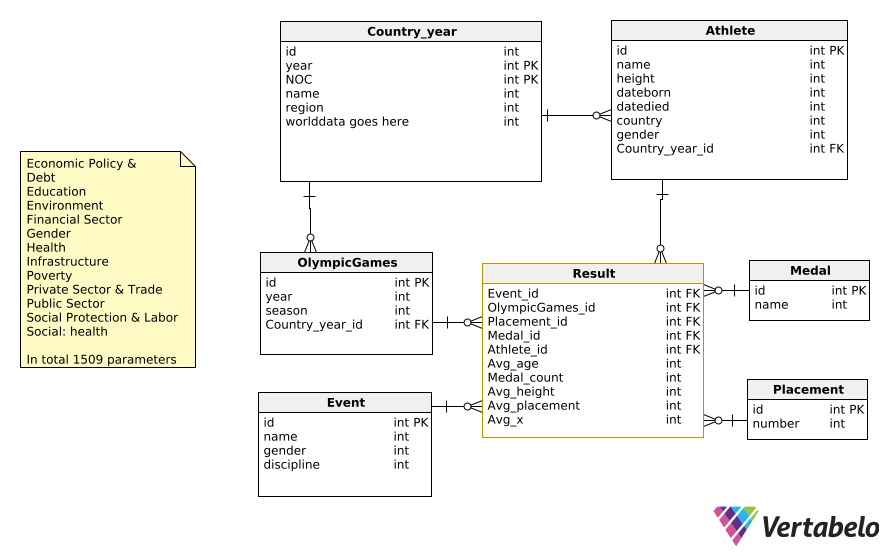 Country_year
id int
year int PK
NOC int PK
name int
region int
worlddata goes here int
Athlete
id int PK
name int
height int
dateborn int
datedied int
country int
gender int
Country_year_id int FK
Economic Policy &
Debt
Education
Environment
Financial Sector
Gender
Health
Infrastructure
Poverty
Private Sector & Trade
Public Sector
Social Protection & Labor
Social: health
In total 1509 parameters
OlympicGames
id int PK
year int
season int
Country_year_id int FK
Result
Event_id int FK
OlympicGames_id int FK
Placement_id int FK
Medal_id int FK
Athlete_id int FK
Avg_age int
Medal_count int
Avg_height int
Avg_placement int
Avg_x int
Medal
id int PK
name int
Event
id int PK
name int
gender int
discipline int
Placement
id int PK
number int
Vertabelo